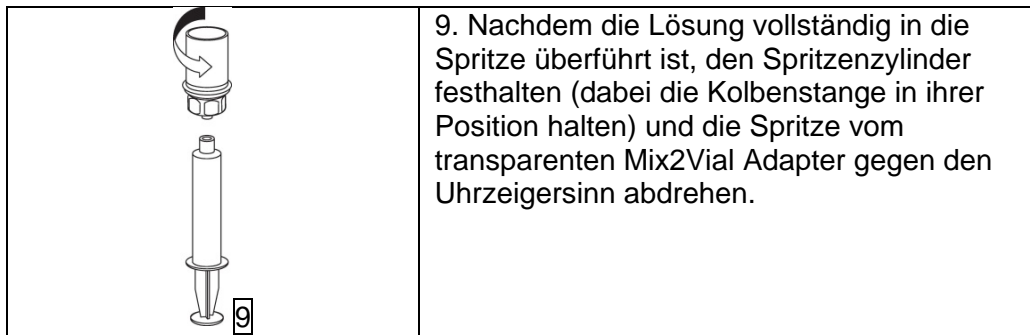 9. Nachdem die Lösung vollständig in die
Spritze überführt ist, den Spritzenzylinder
festhalten (dabei die Kolbenstange in ihrer
Position halten) und die Spritze vom
transparenten Mix2Vial Adapter gegen den
Uhrzeigersinn abdrehen.
9